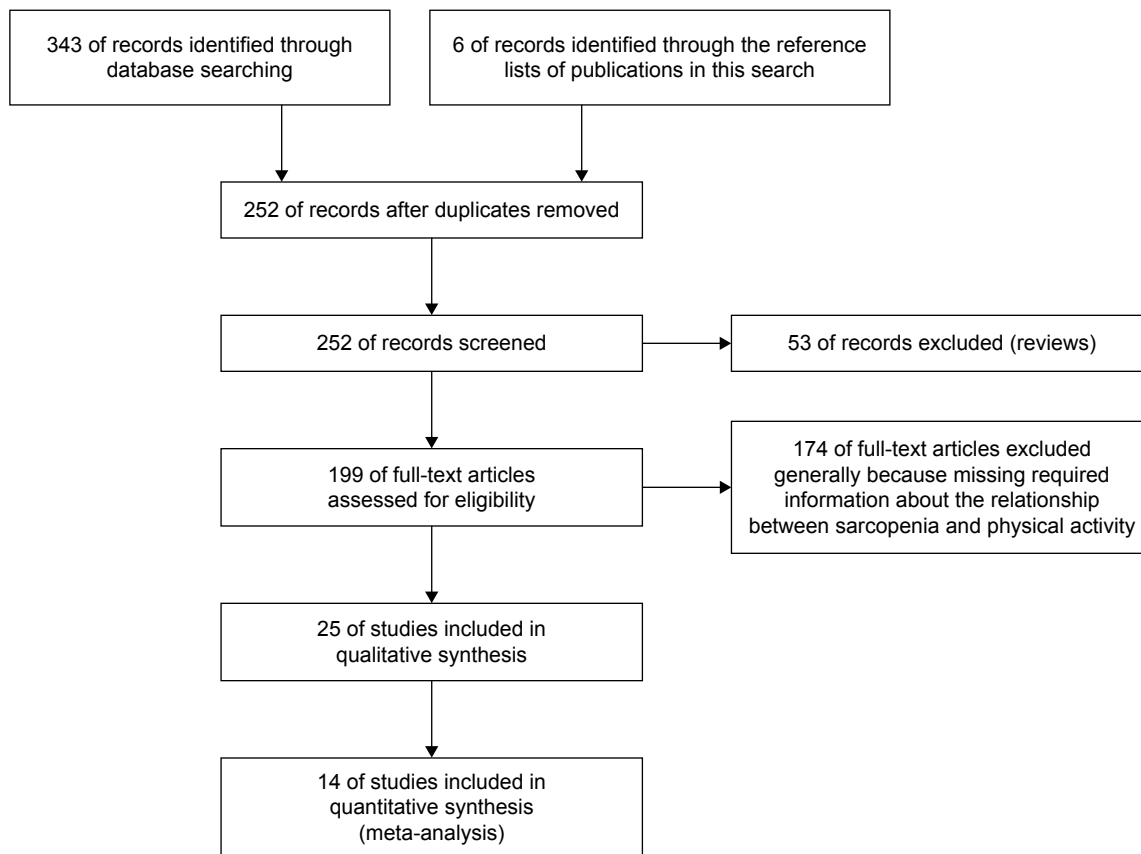 343 of records identified through
database searching
6 of records identified through the reference
lists of publications in this search
252 of records after duplicates removed
252 of records screened
53 of records excluded (reviews)
199 of full-text articles
assessed for eligibility
174 of full-text articles excluded
generally because missing required
information about the relationship
between sarcopenia and physical activity
25 of studies included in
qualitative synthesis
14 of studies included in
quantitative synthesis
(meta-analysis)